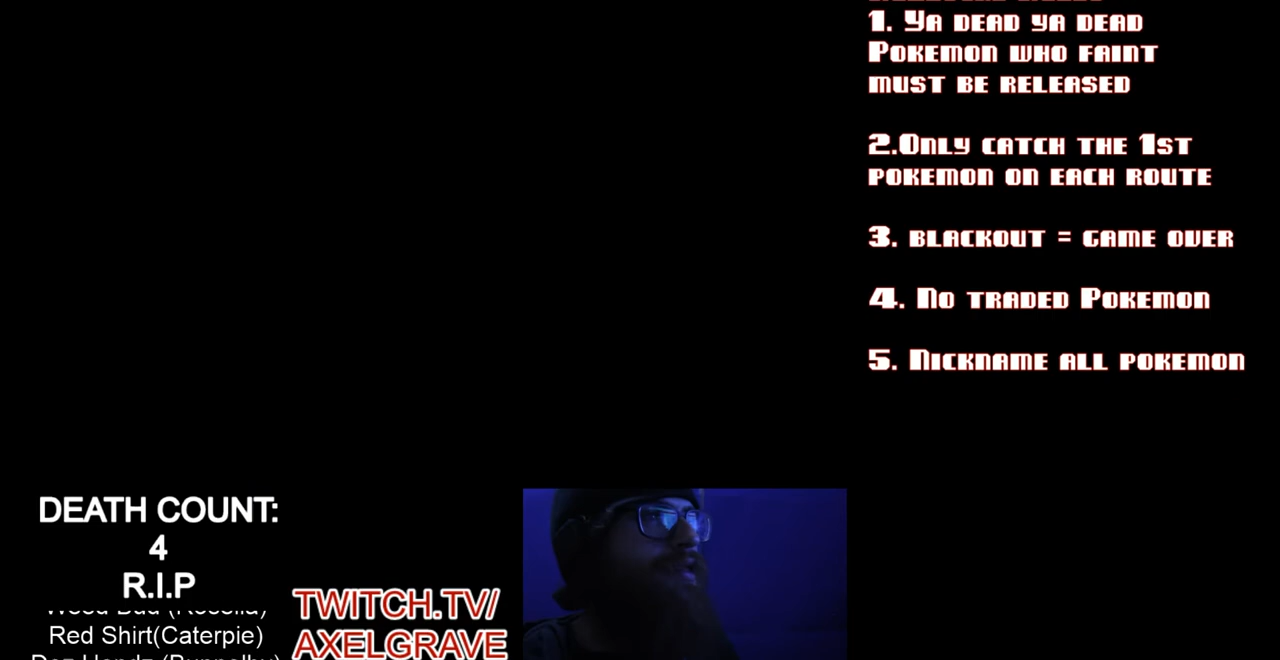 1. Ya dead ya dead
Pokemon who faint
must be released
2.Only catch the 1st
pokemon on each route
3. blackout = game over
4. No traded Pokemon
5. Nickname all pokemon
DEATH COUNT:
4
R.I.P
Red Shirt(Caterpie)
TWITCH.TV/
AXELGRAVE